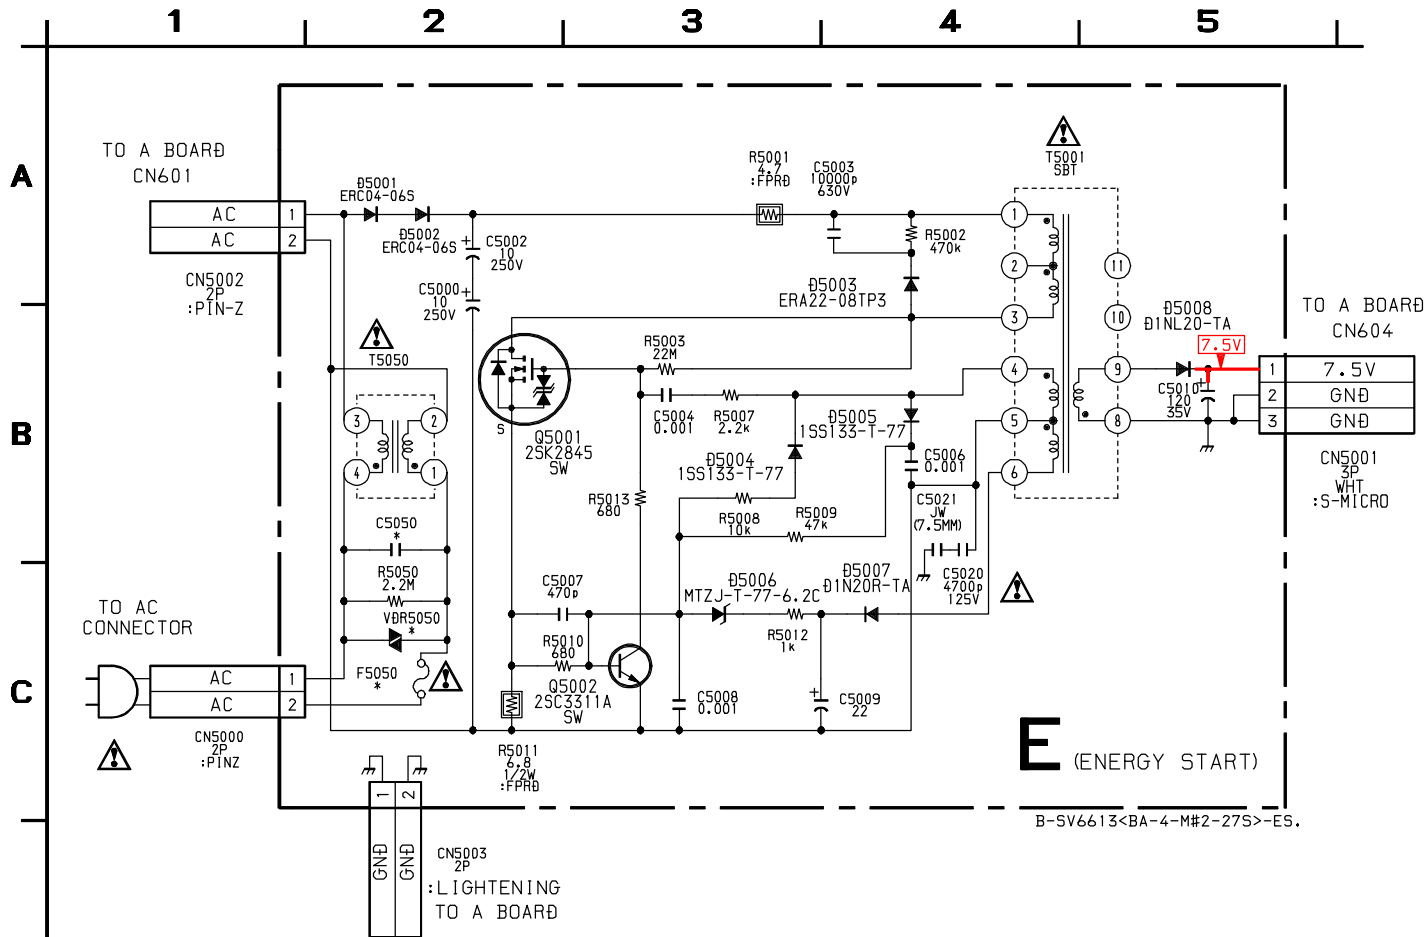 1 2 3 4 5
A
B
C
TO A BOARD
CN601
AC 1
AC 2
CN5002
2P
:PIN-Z
D5001
ERC04-06S
D5002
ERC04-06S
+
C5002
10
250V
C5000
+
10
250V
R5001
4.7
:FPRD
C5003
10000p
630V
R5002
470k
D5003
ERA22-08TP3
T5001
SBT
1
2
3
4
5
6
11
10
9
8
D5008
D1NL20-TA
7.5V
C5010
+
120
35V
TO A BOARD
CN604
1 7.5V
2 GND
3 GND
CN5001
3P
WHT
:S-MICRO
T5050
3 2
4 1
S
Q5001
2SK2845
SW
R5003
22M
C5004
0.001
R5007
2.2k
D5005
1SS133-T-77
D5004
1SS133-T-77
C5006
0.001
R5013
680
R5008
10k
R5009
47k
C5021
JW
(7.5MM)
C5020
4700p
125V
C5050
*
R5050
2.2M
VDR5050
*
F5050
*
C5007
470p
D5006
MTZJ-T-77-6.2C
D5007
D1N20R-TA
R5012
1k
R5010
680
Q5002
2SC3311A
SW
C5008
0.001
+
C5009
22
R5011
6.8
1/2W
:FPRD
TO AC
CONNECTOR
AC 1
AC 2
CN5000
2P
:PINZ
E (ENERGY START)
B-SV6613<BA-4-M#2-27S>-ES.
1 2
GND GND
CN5003
2P
:LIGHTENING
TO A BOARD